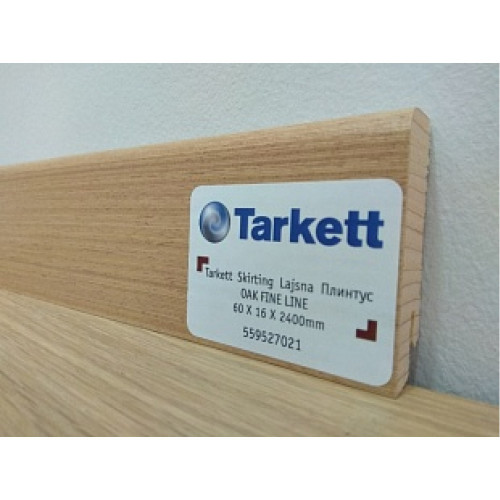 Tarkett
Tarkett Skirting Lajsna Плинтус
OAK FINE LINE
60 X 16 X 2400mm
559527021